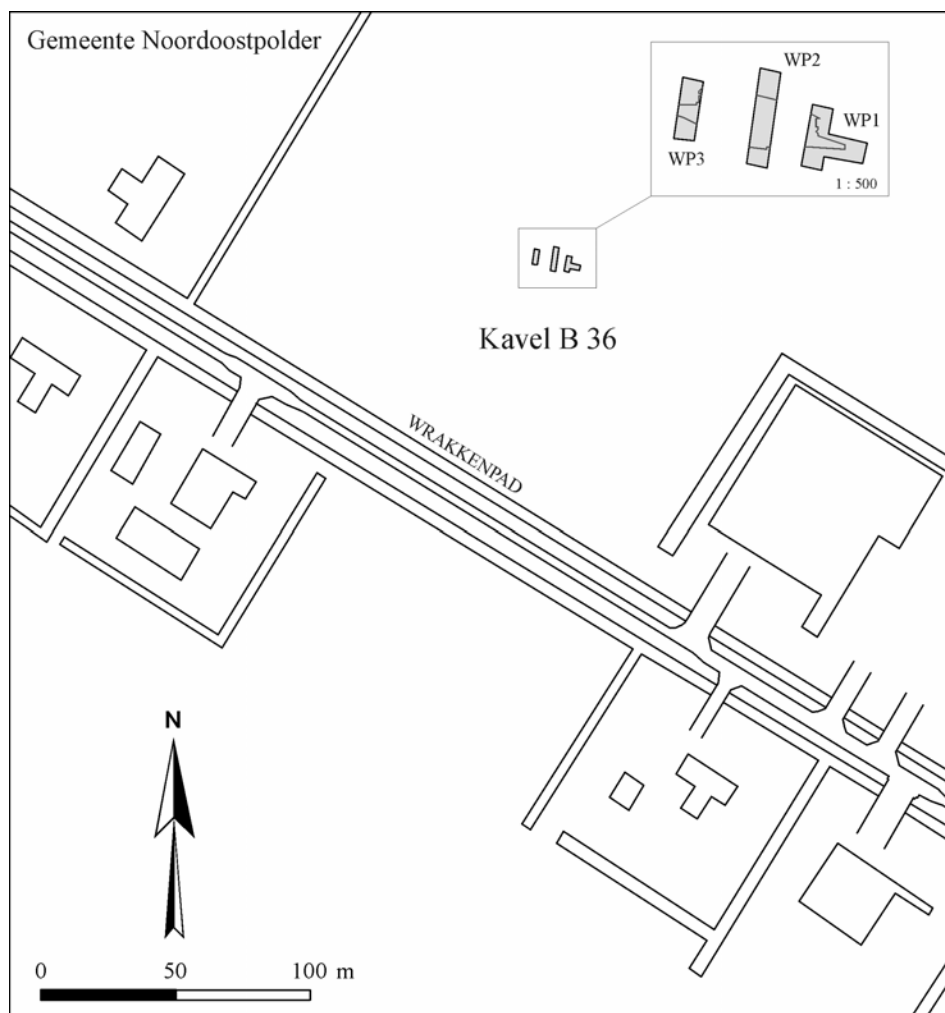 Gemeente Noordoostpolder
WP2
WP1
WP3
1 : 500
Kavel B 36
WRAKKENPAD
N
0 50 100 m